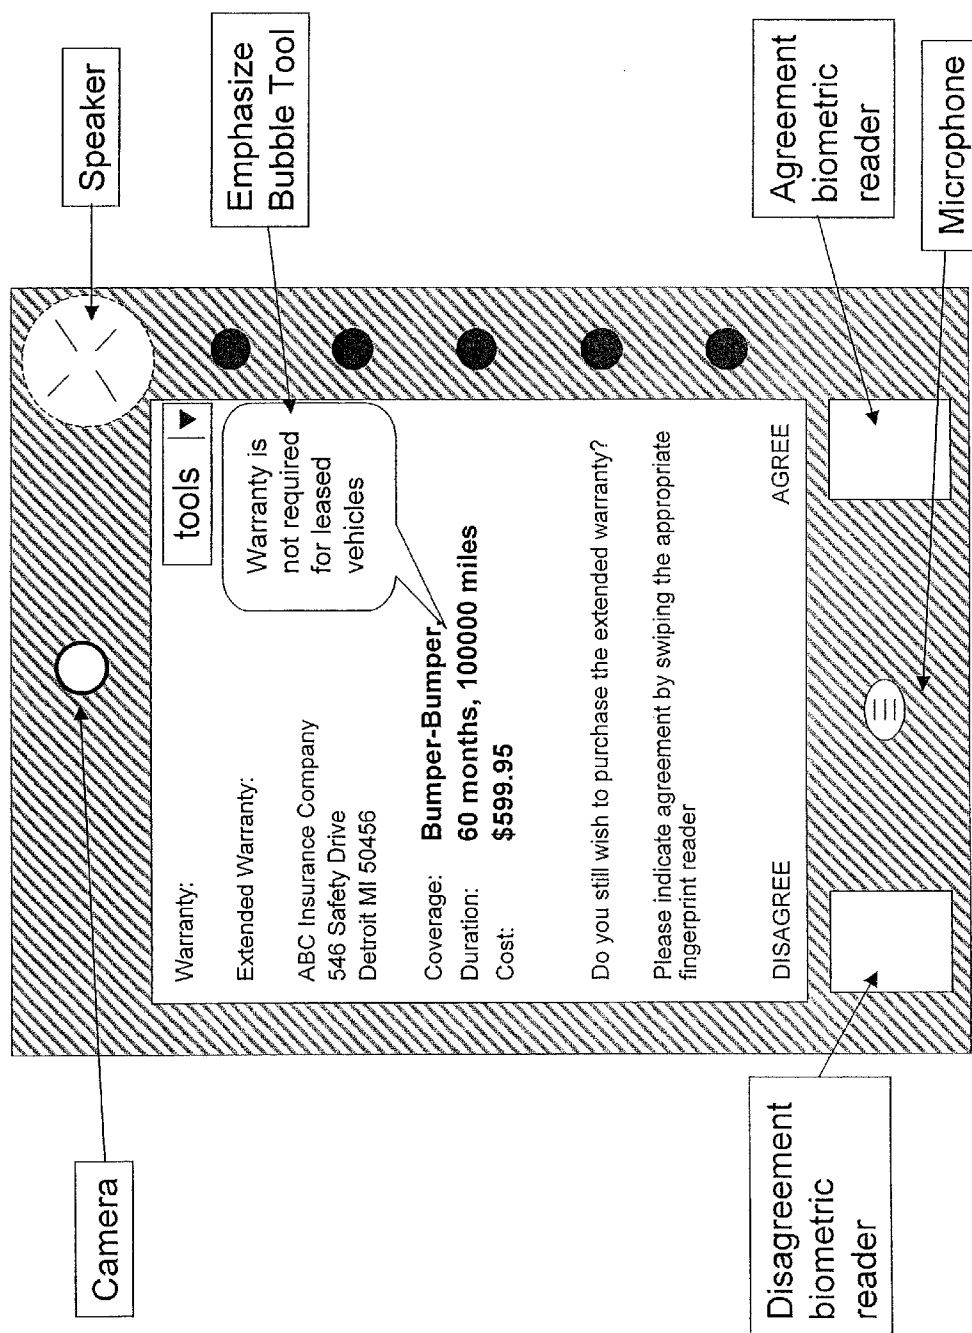 Camera
Speaker
tools
Emphasize
Bubble Tool
Warranty:
Extended Warranty:
Warranty is
not required
for leased
vehicles
ABC Insurance Company
546 Safety Drive
Detroit MI 50456
Coverage: Bumper-Bumper,
Duration: 60 months, 100000 miles
Cost: $599.95
Do you still wish to purchase the extended warranty?
Please indicate agreement by swiping the appropriate
fingerprint reader
DISAGREE AGREE
Disagreement
biometric
reader
Agreement
biometric
reader
Microphone